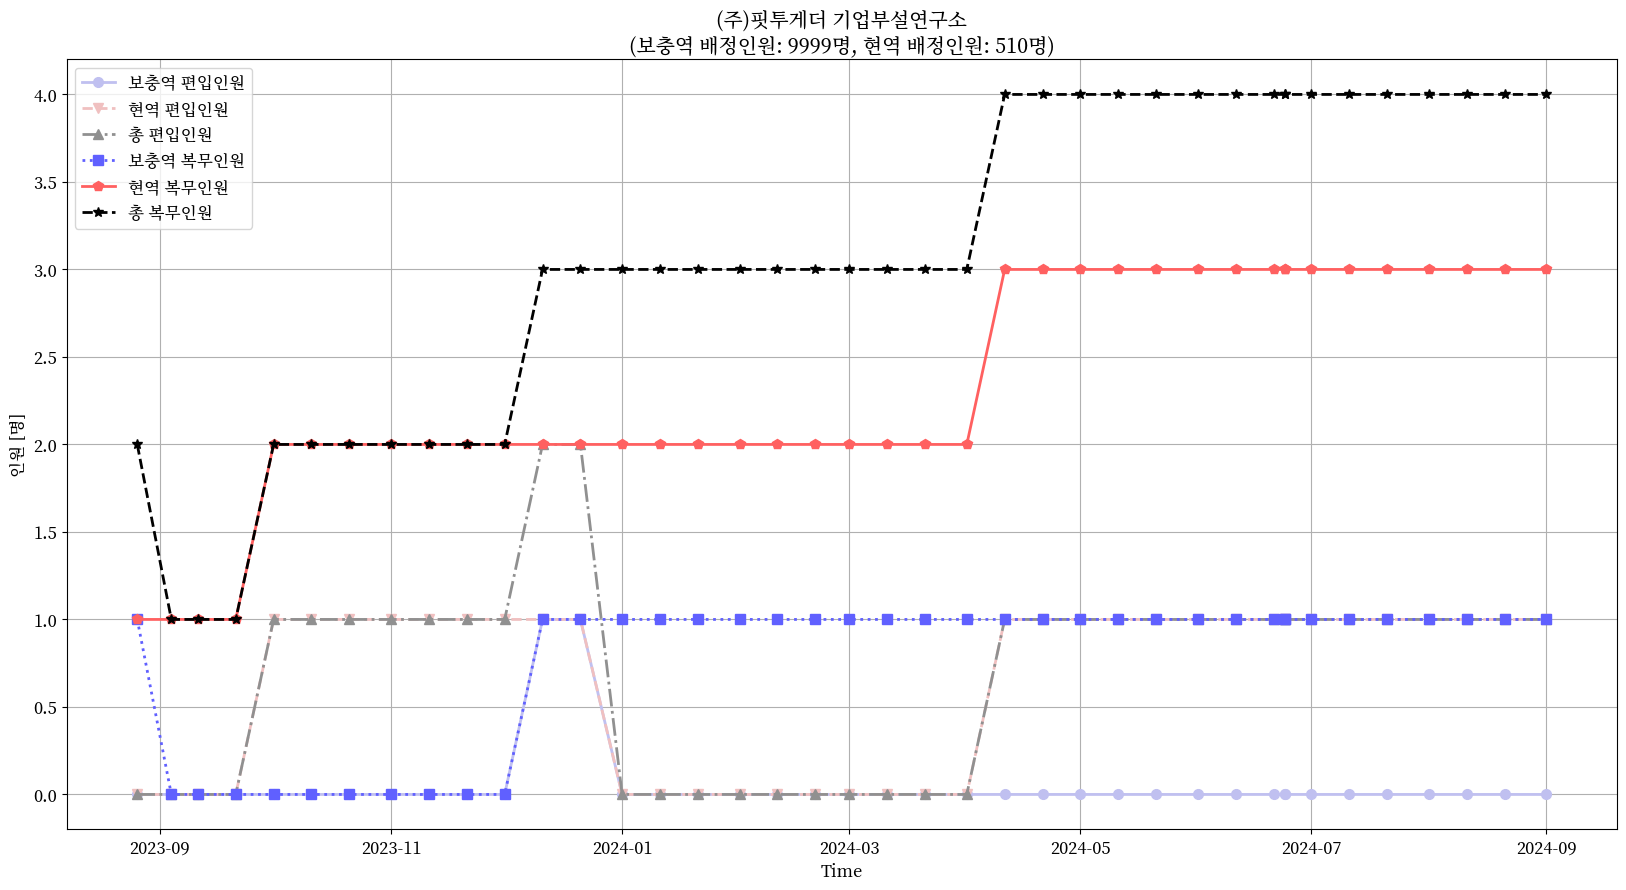 (주)핏투게더 기업부설연구소
(보충역 배정인원: 9999명, 현역 배정인원: 510명)
보충역 편입인원
현역 편입인원
총 편입인원
보충역 복무인원
현역 복무인원
총 복무인원
4.0
3.5
3.0
2.5
2.0
1.5
1.0
0.5
0.0
인원 [명]
2023-09 2023-11 2024-01 2024-03 2024-05 2024-07 2024-09
Time